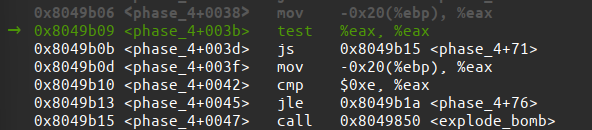 0x8049b06 <phase_4+0038> mov -0x20(%ebp), %eax
→ 0x8049b09 <phase_4+003b> test %eax, %eax
0x8049b0b <phase_4+003d> js 0x8049b15 <phase_4+71>
0x8049b0d <phase_4+003f> mov -0x20(%ebp), %eax
0x8049b10 <phase_4+0042> cmp $0xe, %eax
0x8049b13 <phase_4+0045> jle 0x8049b1a <phase_4+76>
0x8049b15 <phase_4+0047> call 0x8049850 <explode_bomb>